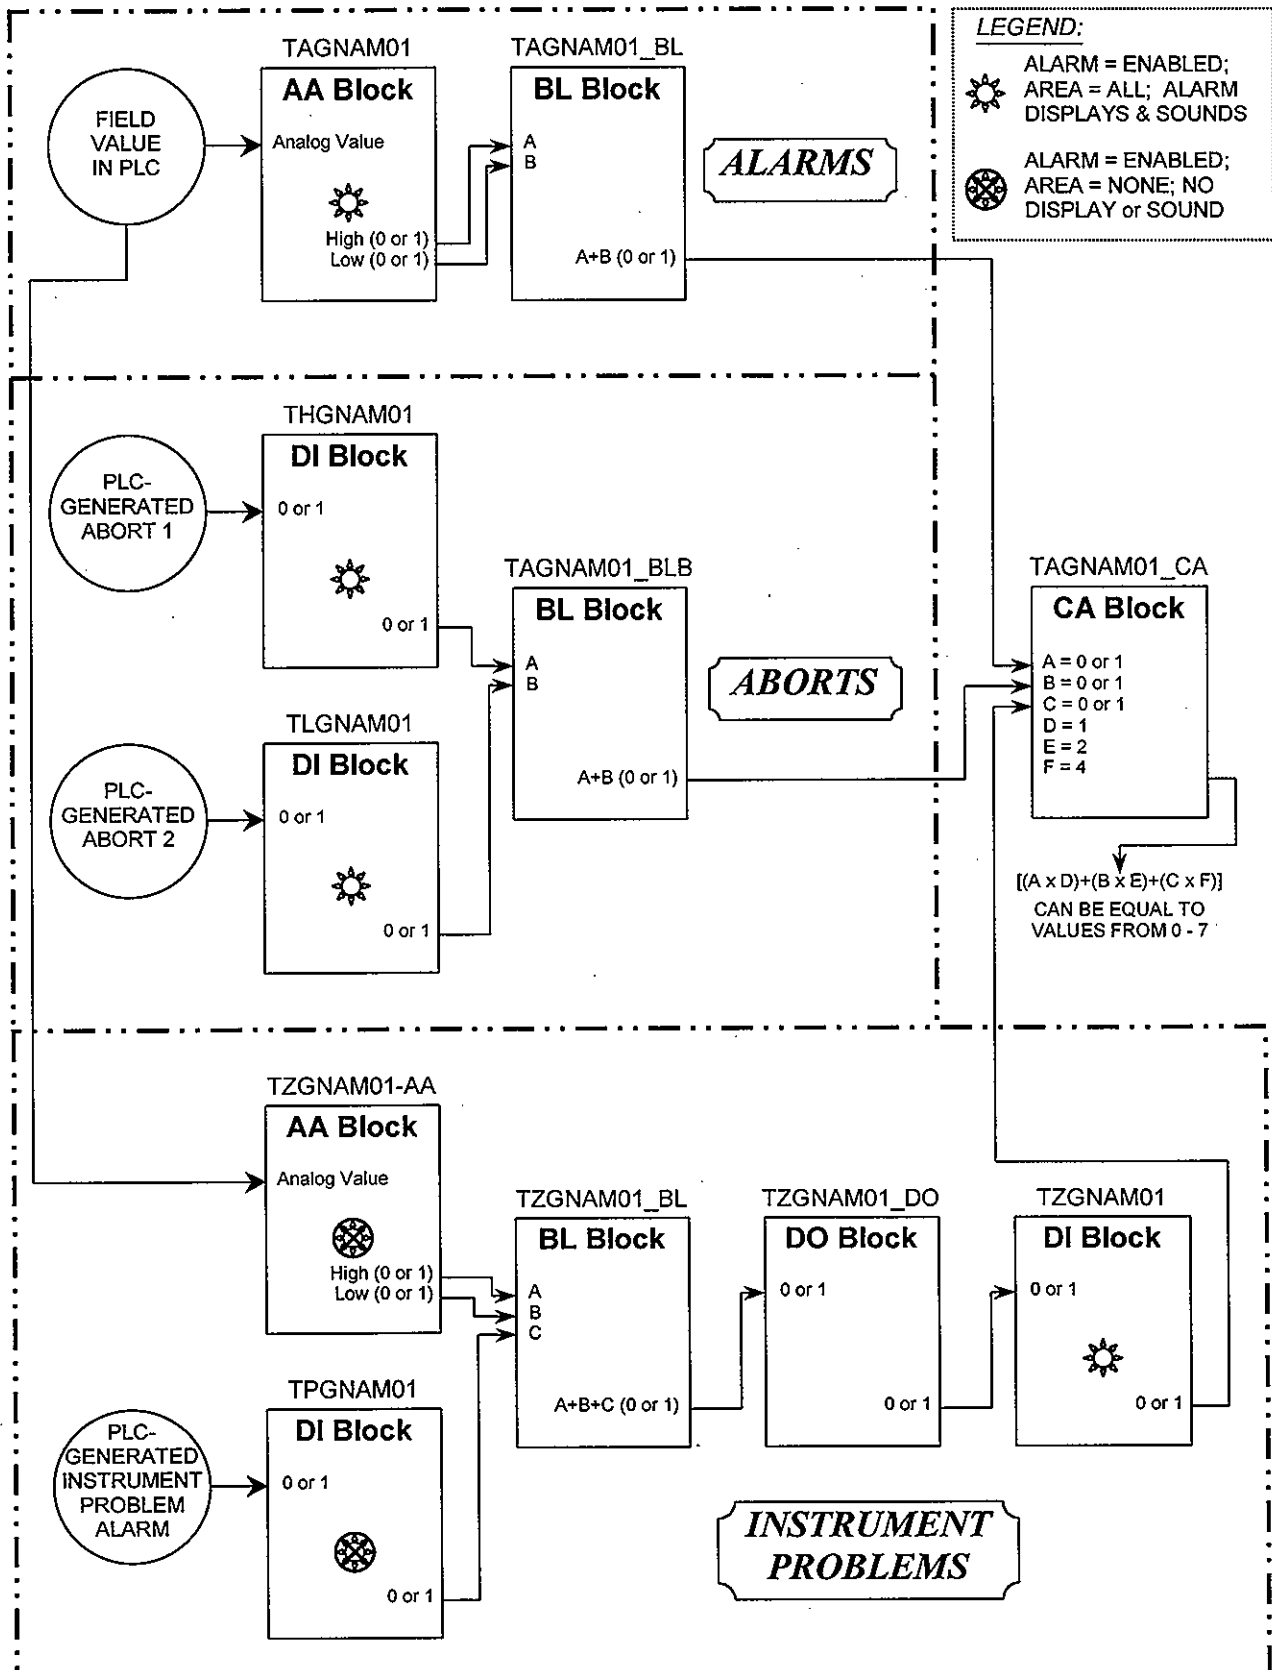 LEGEND:
ALARM = ENABLED;
AREA = ALL; ALARM
DISPLAYS & SOUNDS
ALARM = ENABLED;
AREA = NONE; NO
DISPLAY or SOUND
FIELD
VALUE
IN PLC
TAGNAM01
AA Block
Analog Value
High (0 or 1)
Low (0 or 1)
TAGNAM01_BL
BL Block
A
B
A+B (0 or 1)
ALARMS
PLC-
GENERATED
ABORT 1
THGNAM01
DI Block
0 or 1
0 or 1
PLC-
GENERATED
ABORT 2
TLGNAM01
DI Block
0 or 1
0 or 1
TAGNAM01_BLB
BL Block
A
B
A+B (0 or 1)
ABORTS
TAGNAM01_CA
CA Block
A = 0 or 1
B = 0 or 1
C = 0 or 1
D = 1
E = 2
F = 4
[(A x D)+(B x E)+(C x F)]
CAN BE EQUAL TO
VALUES FROM 0 - 7
TZGNAM01-AA
AA Block
Analog Value
High (0 or 1)
Low (0 or 1)
PLC-
GENERATED
INSTRUMENT
PROBLEM
ALARM
TPGNAM01
DI Block
0 or 1
0 or 1
TZGNAM01_BL
BL Block
A
B
C
A+B+C (0 or 1)
TZGNAM01_DO
DO Block
0 or 1
0 or 1
TZGNAM01
DI Block
0 or 1
0 or 1
INSTRUMENT
PROBLEMS